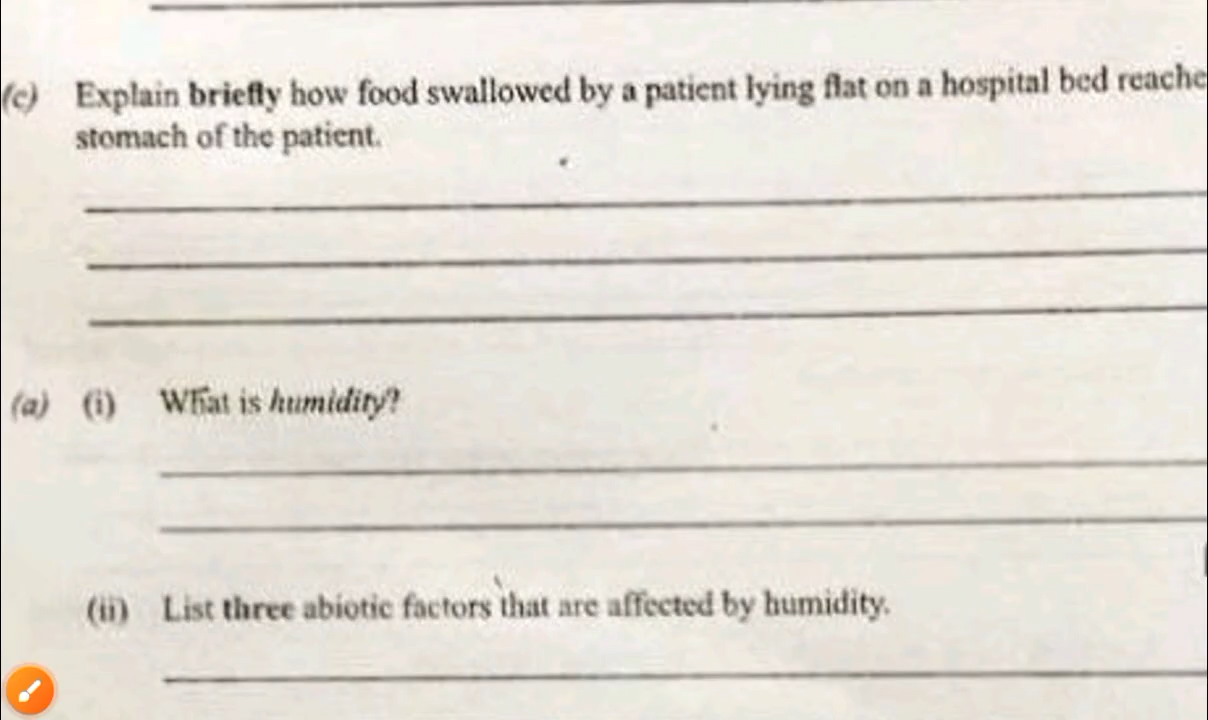 (c) Explain briefly how food swallowed by a patient lying flat on a hospital bed reache
stomach of the patient.
(a) (i) What is humidity?
(ii) List three abiotic factors that are affected by humidity.